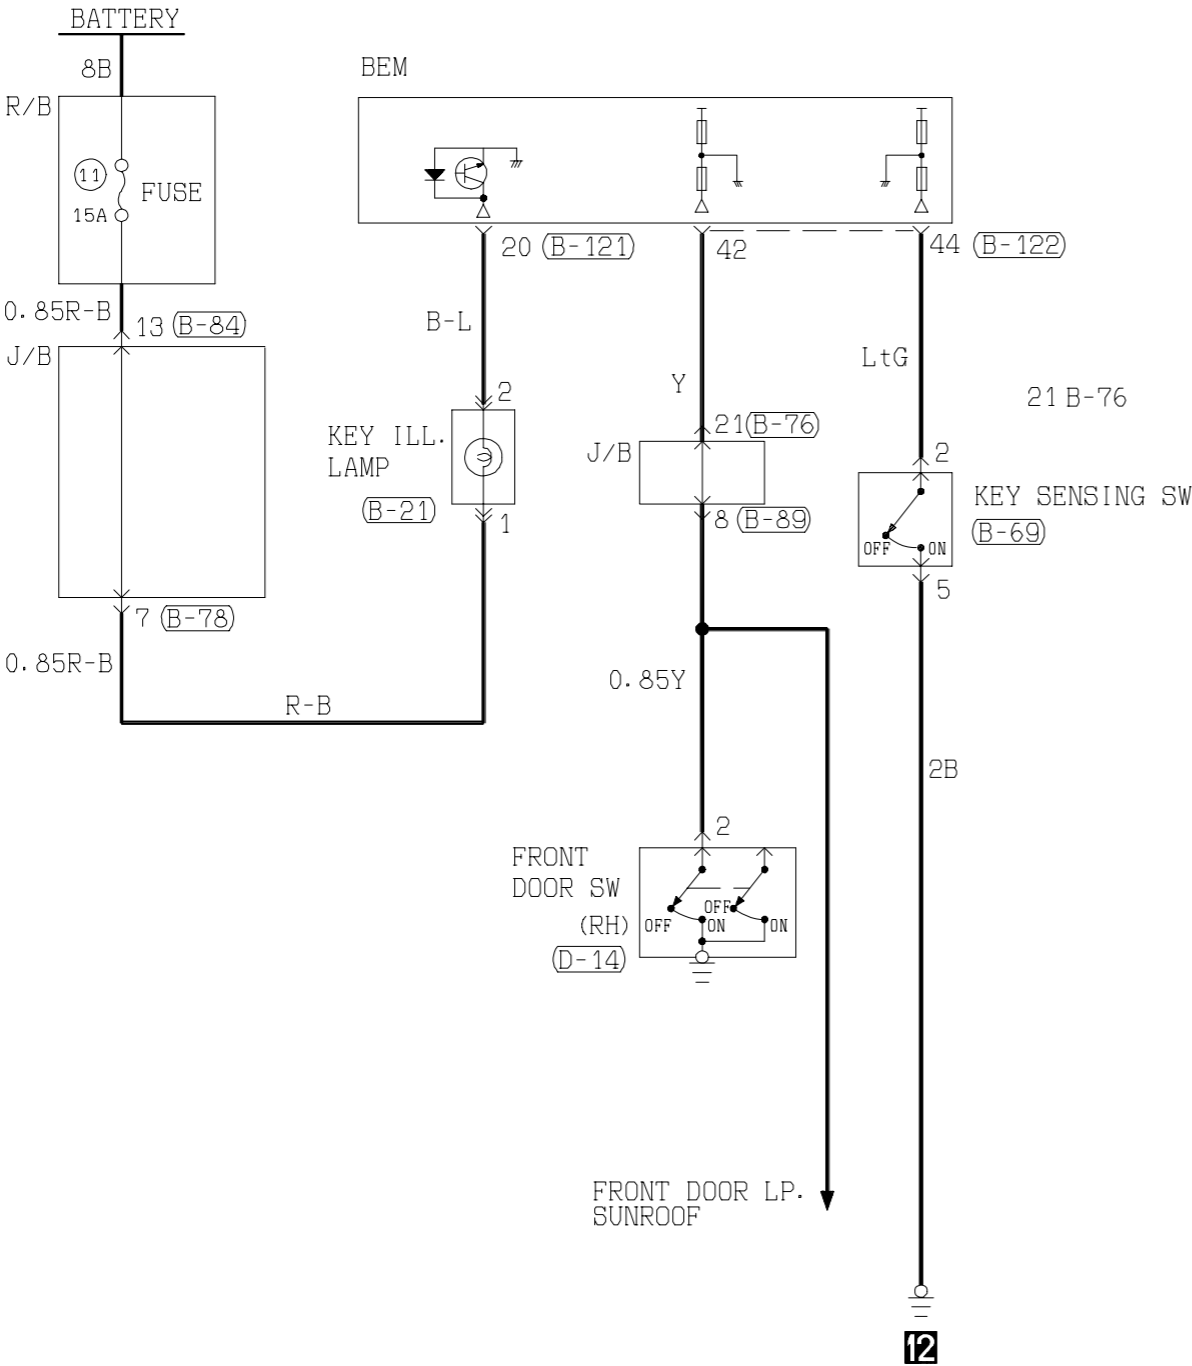 BATTERY
8B
BEM
R/B
11
FUSE
15A
20 (B-121)
42
44 (B-122)
0.85R-B
13 (B-84)
B-L
J/B
LtG
Y
2
21 B-76
21 (B-76)
KEY ILL.
LAMP
J/B
2
KEY SENSING SW
(B-21)
1
8 (B-89)
(B-69)
OFF
ON
5
7 (B-78)
0.85R-B
0.85Y
R-B
2B
2
FRONT
DOOR SW
(RH)
OFF
ON
OFF
ON
(D-14)
FRONT DOOR LP.
SUNROOF
12